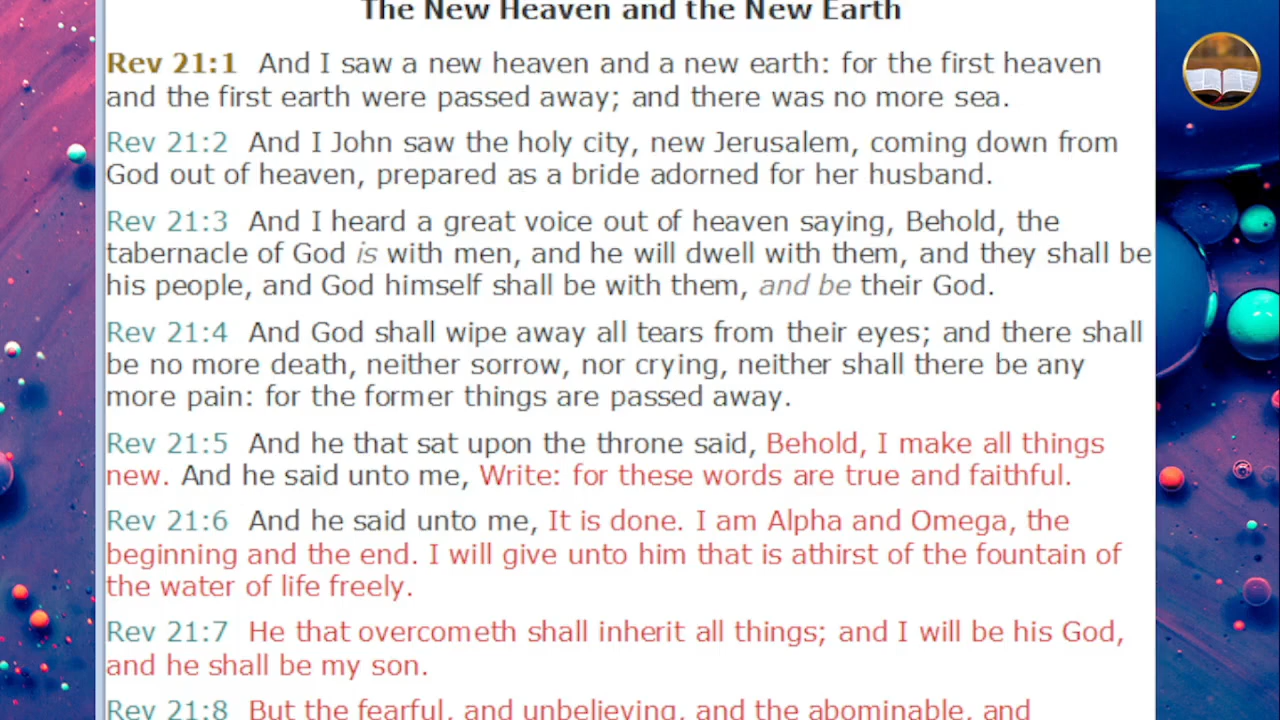 The New Heaven and the New Earth
Rev 21:1 And I saw a new heaven and a new earth: for the first heaven
and the first earth were passed away; and there was no more sea.
Rev 21:2 And I John saw the holy city, new Jerusalem, coming down from
God out of heaven, prepared as a bride adorned for her husband.
Rev 21:3 And I heard a great voice out of heaven saying, Behold, the
tabernacle of God is with men, and he will dwell with them, and they shall be
his people, and God himself shall be with them, and be their God.
Rev 21:4 And God shall wipe away all tears from their eyes; and there shall
be no more death, neither sorrow, nor crying, neither shall there be any
more pain: for the former things are passed away.
Rev 21:5 And he that sat upon the throne said, Behold, I make all things
new. And he said unto me, Write: for these words are true and faithful.
Rev 21:6 And he said unto me, It is done. I am Alpha and Omega, the
beginning and the end. I will give unto him that is athirst of the fountain of
the water of life freely.
Rev 21:7 He that overcometh shall inherit all things; and I will be his God,
and he shall be my son.
Rev 21:8 But the fearful, and unbelieving, and the abominable, and